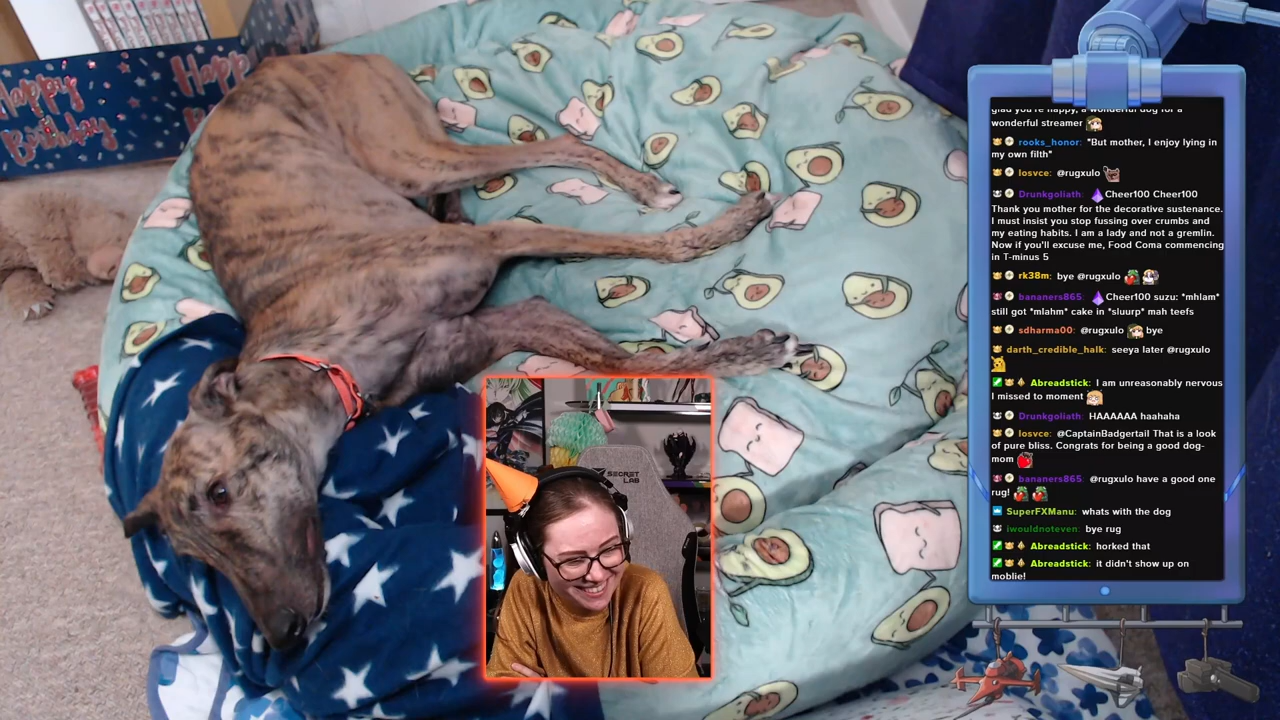 Happy
Birthday
Happy
SECRET
LAB
glad you're happy, a wonderful dog for a
wonderful streamer
rooks_honor: "But mother, I enjoy lying in
my own filth"
losvce: @rugxulo
Drunkgoliath: Cheer100 Cheer100
Thank you mother for the decorative sustenance.
I must insist you stop fussing over crumbs and
my eating habits. I am a lady and not a gremlin.
Now if you'll excuse me, Food Coma commencing
in T-minus 5
rk38m: bye @rugxulo
bananers865: Cheer100 suzu: *mhlam*
still got *mlahm* cake in *sluurp* mah teefs
sdharma00: @rugxulo bye
darth_credible_halk: seeya later @rugxulo
Abreadstick: I am unreasonably nervous
I missed to moment
Drunkgoliath: HAAAAAA haahaha
losvce: @CaptainBadgertail That is a look
of pure bliss. Congrats for being a good dog-
mom
bananers865: @rugxulo have a good one
rug!
SuperFXManu: whats with the dog
iwouldnoteven: bye rug
Abreadstick: horked that
Abreadstick: it didn't show up on
moblie!